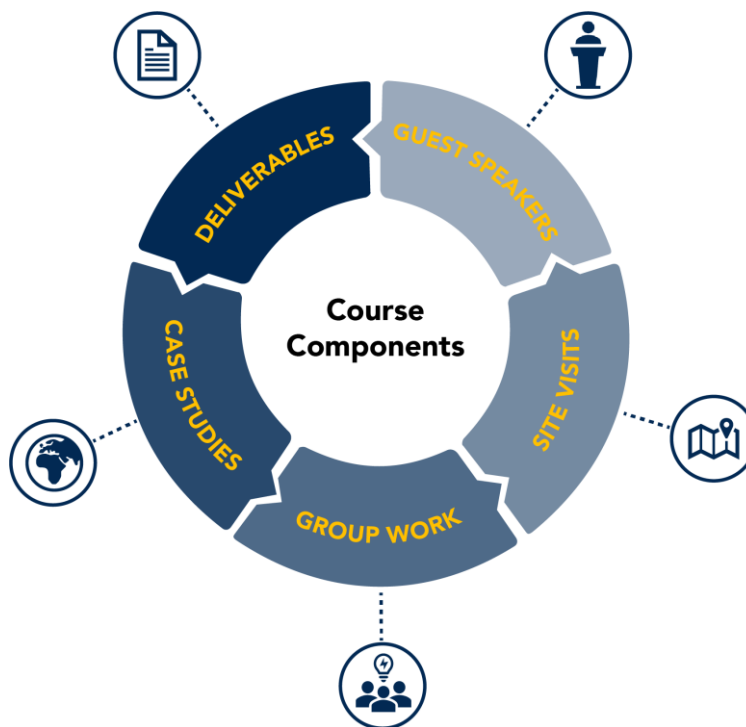 DELIVERABLES
GUEST SPEAKERS
Course
Components
CASE STUDIES
SITE VISITS
GROUP WORK